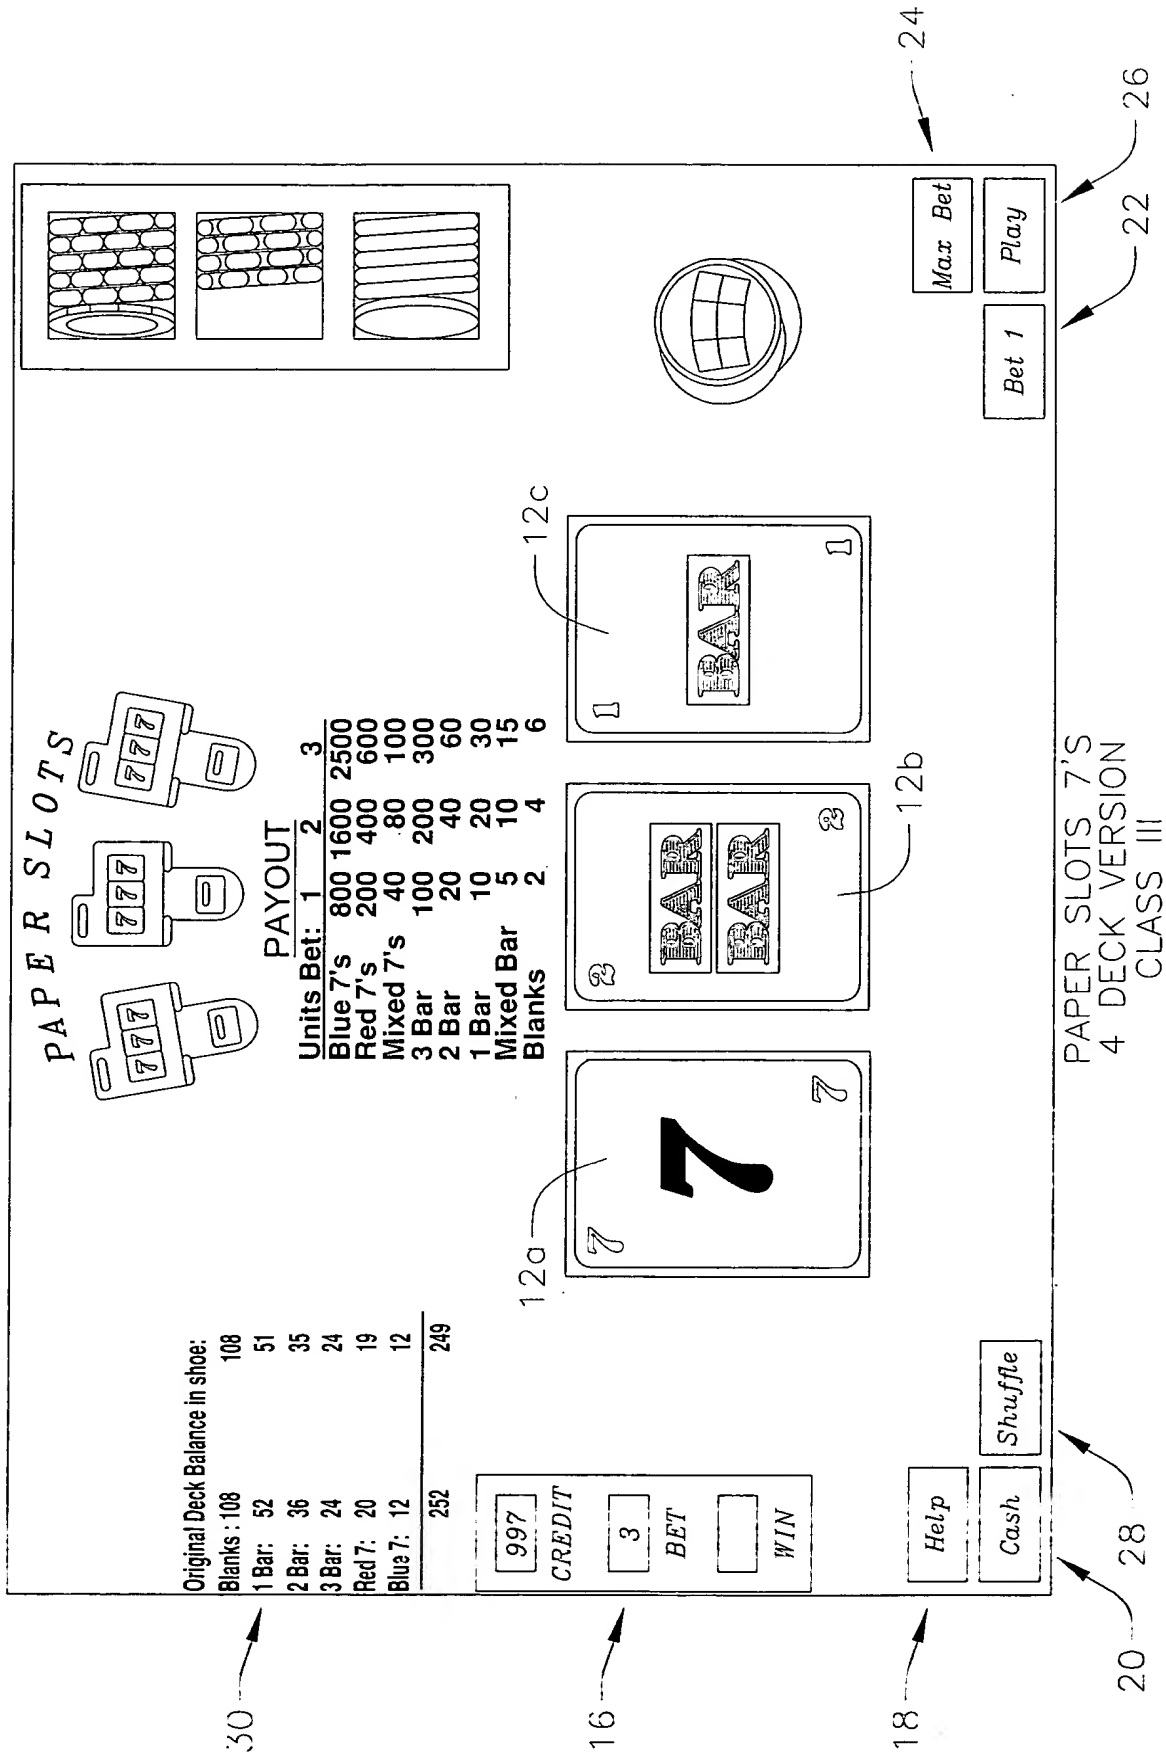 PAPER SLOTS
777
777
777
PAYOUT
Units Bet: 1 2 3
Blue 7's 800 1600 2500
Red 7's 200 400 600
Mixed 7's 40 80 100
3 Bar 100 200 300
2 Bar 20 40 60
1 Bar 10 20 30
Mixed Bar 5 10 15
Blanks 2 4 6
Original Deck Balance in shoe:
Blanks : 108 108
1 Bar: 52 51
2 Bar: 36 35
3 Bar: 24 24
Red 7: 20 19
Blue 7: 12 12
252 249
30
997
CREDIT
3
BET
WIN
16
12a
7
7
7
12b
2
BAR
BAR
2
12c
1
BAR
1
Help
Cash
Shuffle
Max Bet
Bet 1
Play
18
20
28
22
26
24
PAPER SLOTS 7'S
4 DECK VERSION
CLASS III